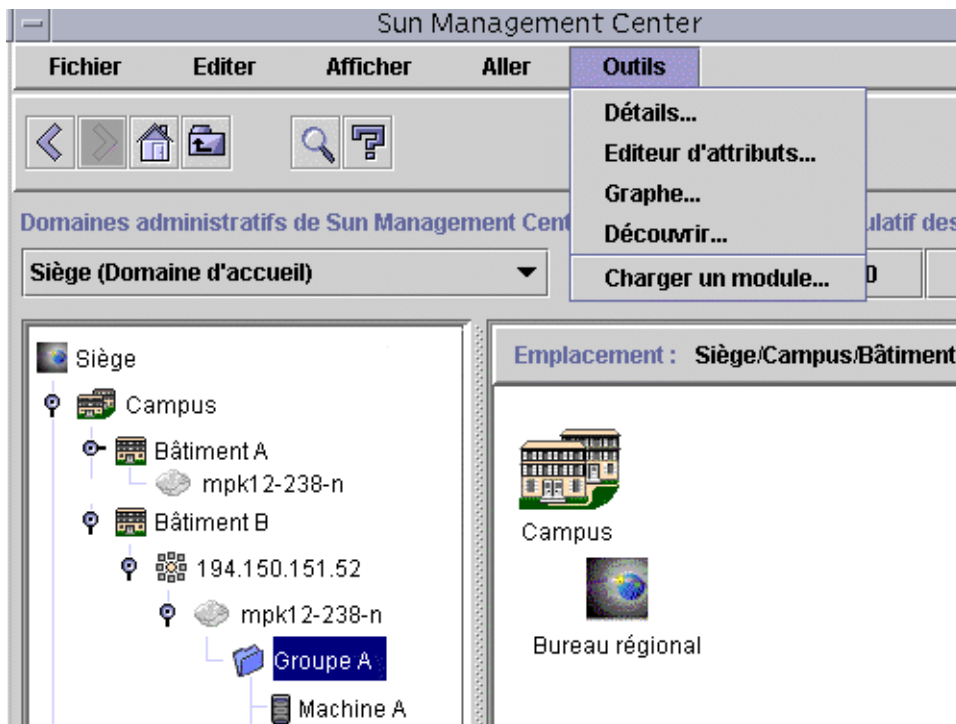 Sun Management Center
Fichier Editer Afficher Aller Outils
Détails...
Editeur d'attributs...
Graphe...
Découvrir...
Charger un module...
Domaines administratifs de Sun Management Cent
ulatif des
Siège (Domaine d'accueil)
0
Siège
Campus
Bâtiment A
mpk12-238-n
Bâtiment B
194.150.151.52
mpk12-238-n
Groupe A
Machine A
Emplacement : Siège/Campus/Bâtiment
Campus
Bureau régional